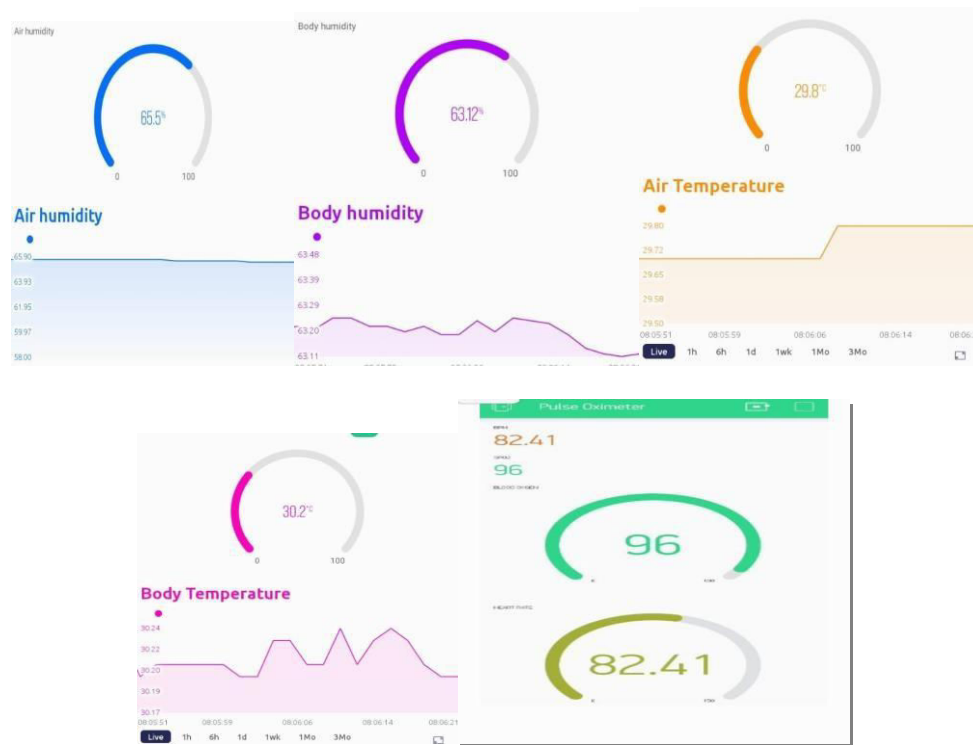 Air humidity
65.5%
0 100
Air humidity
65.90
63.93
61.95
59.97
58.00
Body humidity
63.12%
0 100
Body humidity
63.48
63.39
63.29
63.20
63.11
29.8°C
0 100
Air Temperature
29.80
29.72
29.65
29.58
29.50
08:05:51 08:05:59 08:06:06 08:06:14 08:06:
Live 1h 6h 1d 1wk 1Mo 3Mo
30.2°C
0 100
Body Temperature
30.24
30.22
30.20
30.19
30.17
08:05:51 08:05:59 08:06:06 08:06:14 08:06:21
Live 1h 6h 1d 1wk 1Mo 3Mo
Pulse Oximeter
82.41
96
96
HEART RATE
82.41